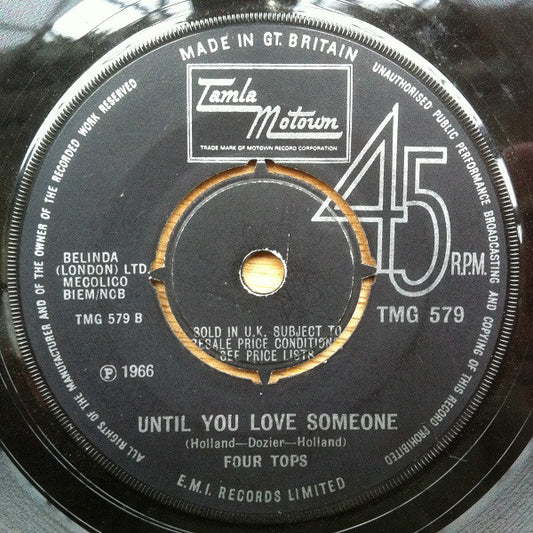 MADE IN GT. BRITAIN
Tamla
Motown
TRADE MARK OF MOTOWN RECORD CORPORATION
45
R.P.M.
ALL RIGHTS OF THE MANUFACTURER AND OF THE OWNER OF THE RECORDED WORK RESERVED
UNAUTHORISED PUBLIC PERFORMANCE BROADCASTING AND COPYING OF THIS RECORD PROHIBITED
BELINDA
(LONDON) LTD.
MECOLICO
BIEM/NCB
TMG 579 B
TMG 579
Ⓟ 1966
SOLD IN U.K. SUBJECT TO
RESALE PRICE CONDITIONS
SEE PRICE LISTS
UNTIL YOU LOVE SOMEONE
(Holland—Dozier—Holland)
FOUR TOPS
E.M.I. RECORDS LIMITED